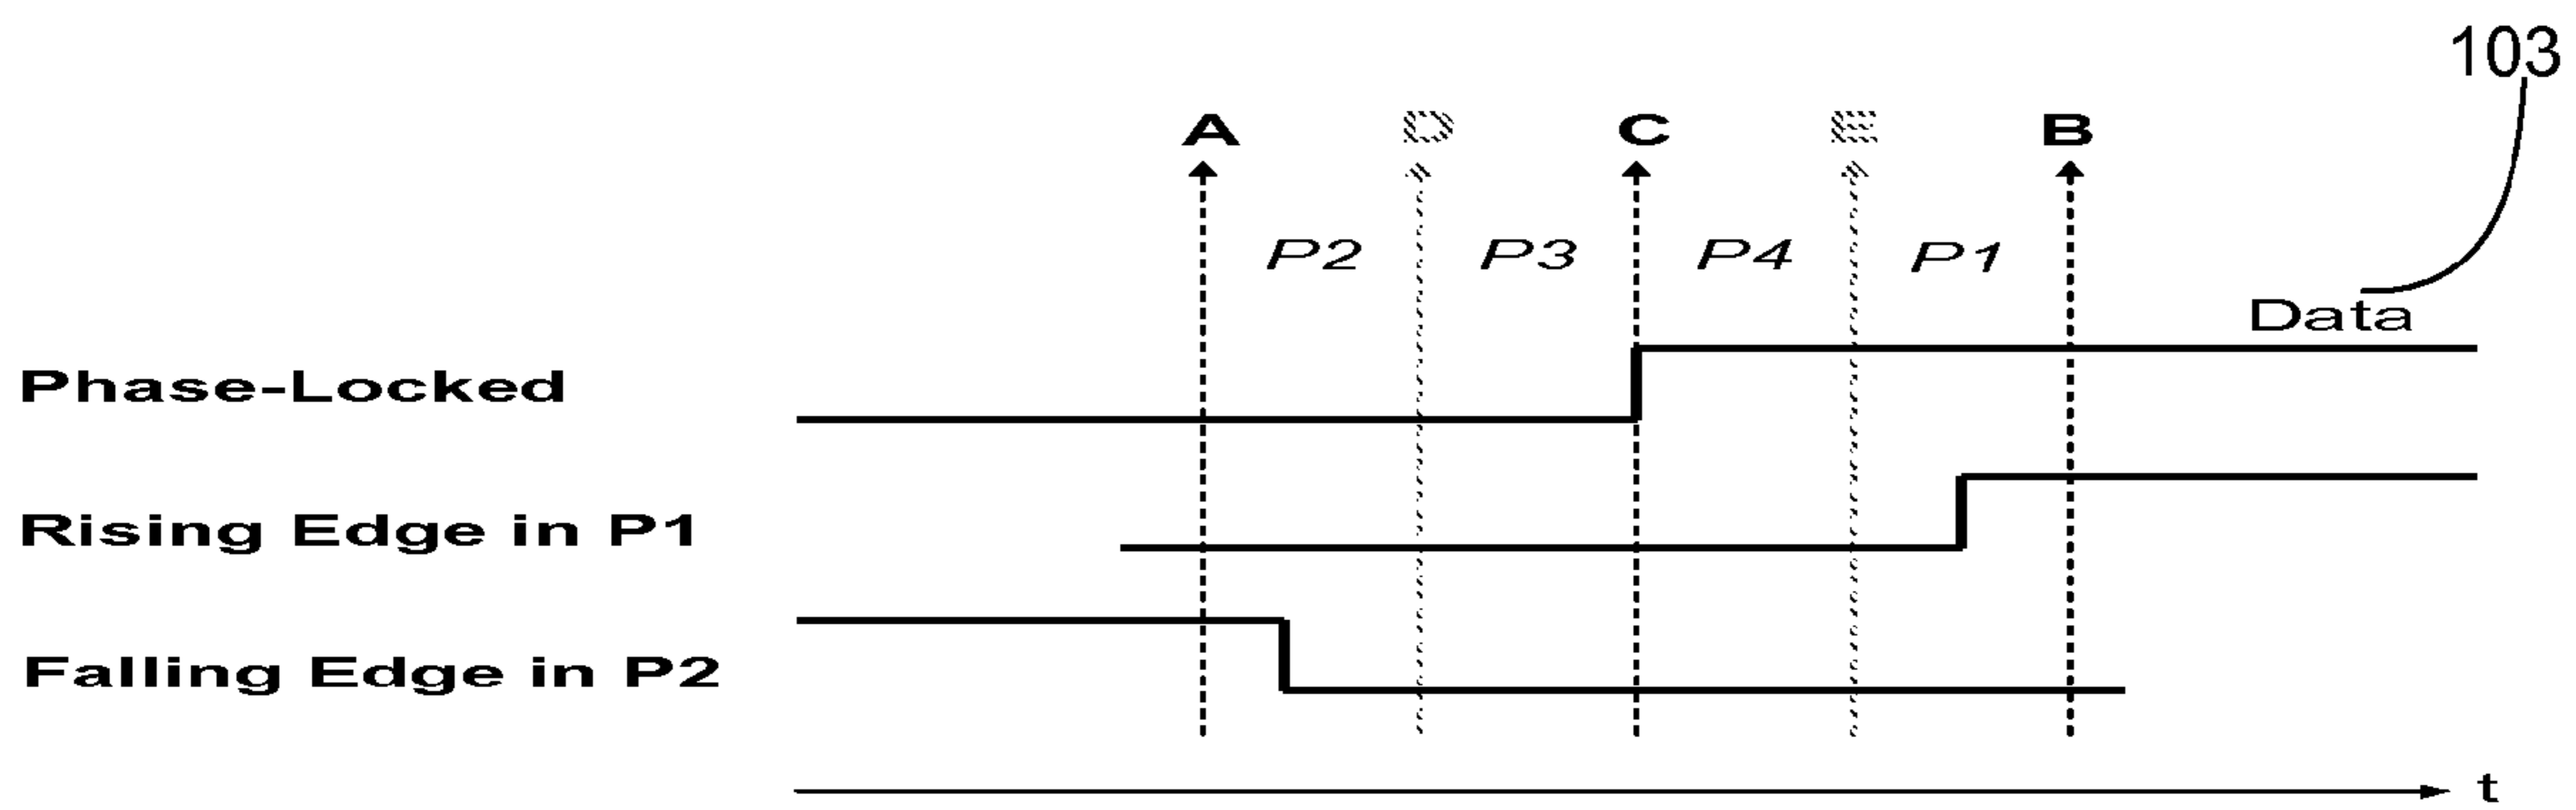 103
A D C E B
P2 P3 P4 P1
Data
Phase-Locked
Rising Edge in P1
Falling Edge in P2
t